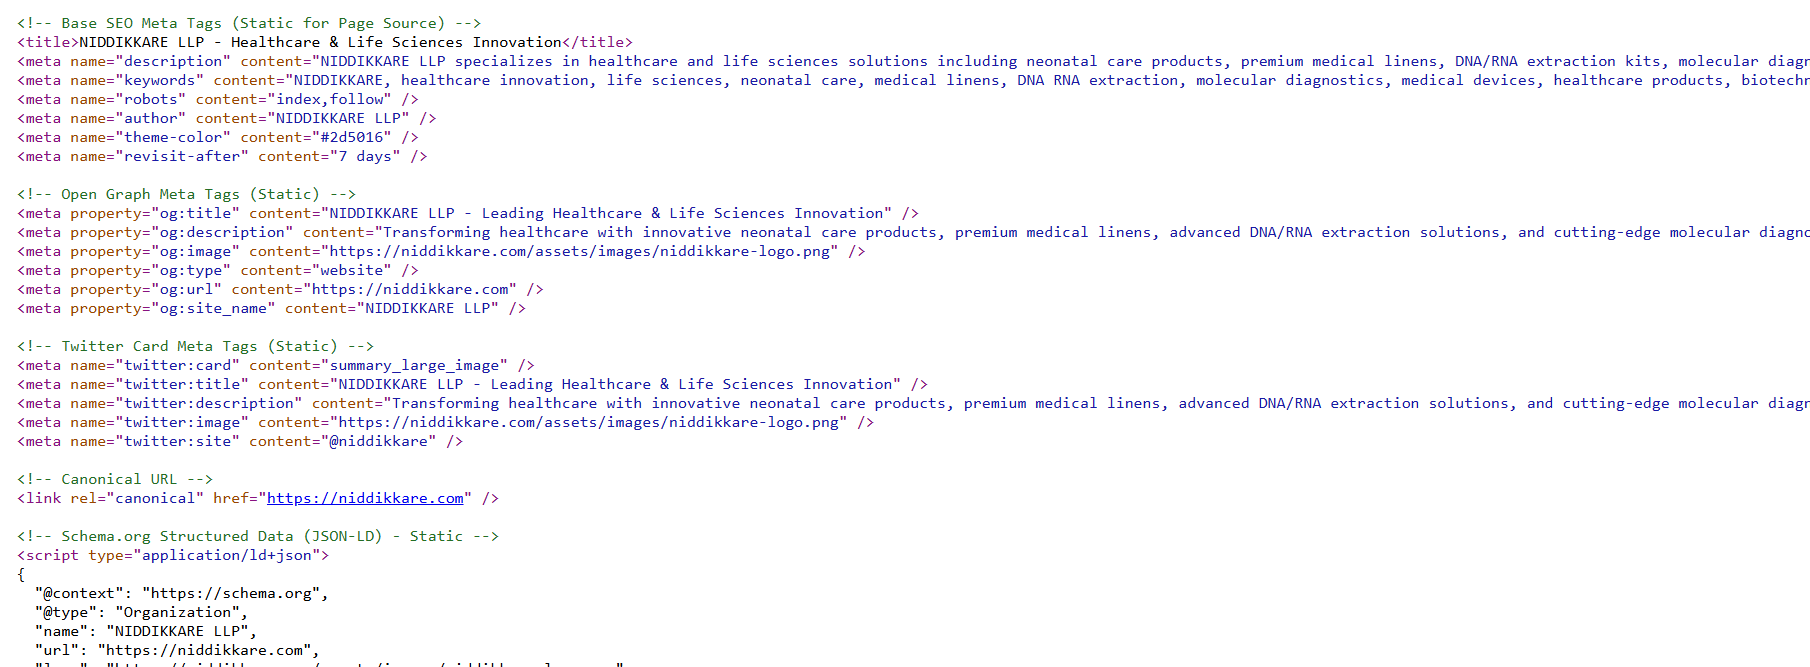 <!-- Base SEO Meta Tags (Static for Page Source) -->
<title>NIDDIKKARE LLP - Healthcare & Life Sciences Innovation</title>
<meta name="description" content="NIDDIKKARE LLP specializes in healthcare and life sciences solutions including neonatal care products, premium medical linens, DNA/RNA extraction kits, molecular diagn
<meta name="keywords" content="NIDDIKKARE, healthcare innovation, life sciences, neonatal care, medical linens, DNA RNA extraction, molecular diagnostics, medical devices, healthcare products, biotechn
<meta name="robots" content="index,follow" />
<meta name="author" content="NIDDIKKARE LLP" />
<meta name="theme-color" content="#2d5016" />
<meta name="revisit-after" content="7 days" />
<!-- Open Graph Meta Tags (Static) -->
<meta property="og:title" content="NIDDIKKARE LLP - Leading Healthcare & Life Sciences Innovation" />
<meta property="og:description" content="Transforming healthcare with innovative neonatal care products, premium medical linens, advanced DNA/RNA extraction solutions, and cutting-edge molecular diagno
<meta property="og:image" content="https://niddikkare.com/assets/images/niddikkare-logo.png" />
<meta property="og:type" content="website" />
<meta property="og:url" content="https://niddikkare.com" />
<meta property="og:site_name" content="NIDDIKKARE LLP" />
<!-- Twitter Card Meta Tags (Static) -->
<meta name="twitter:card" content="summary_large_image" />
<meta name="twitter:title" content="NIDDIKKARE LLP - Leading Healthcare & Life Sciences Innovation" />
<meta name="twitter:description" content="Transforming healthcare with innovative neonatal care products, premium medical linens, advanced DNA/RNA extraction solutions, and cutting-edge molecular diagn
<meta name="twitter:image" content="https://niddikkare.com/assets/images/niddikkare-logo.png" />
<meta name="twitter:site" content="@niddikkare" />
<!-- Canonical URL -->
<link rel="canonical" href="https://niddikkare.com" />
<!-- Schema.org Structured Data (JSON-LD) - Static -->
<script type="application/ld+json">
{
"@context": "https://schema.org",
"@type": "Organization",
"name": "NIDDIKKARE LLP",
"url": "https://niddikkare.com",